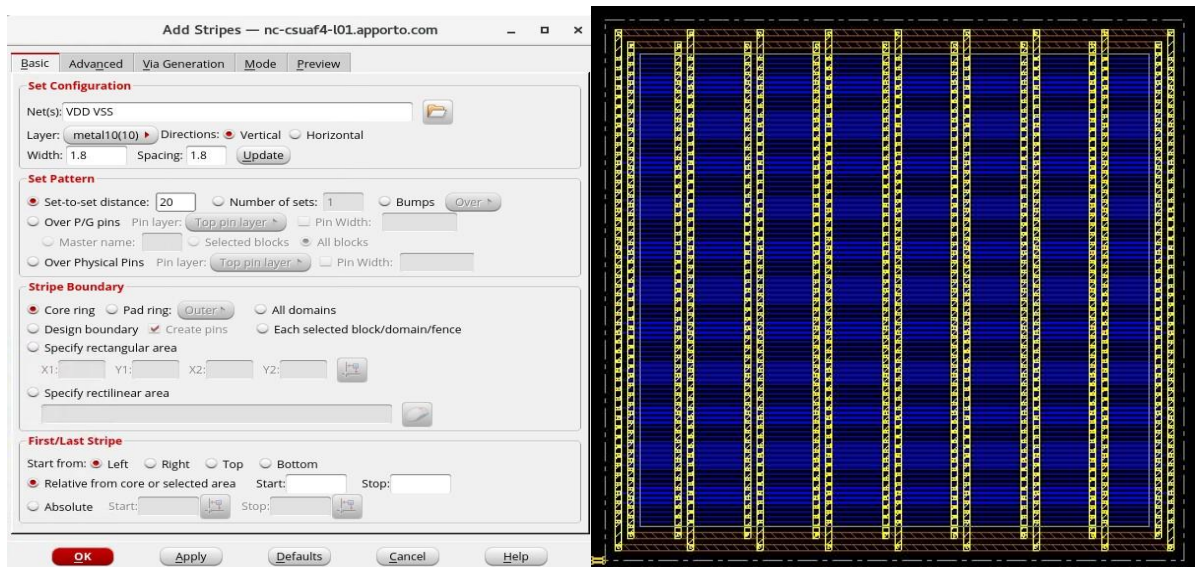 Add Stripes — nc-csuaf4-l01.apporto.com
Basic Advanced Via Generation Mode Preview
Set Configuration
Net(s): VDD VSS
Layer: metal10(10) Directions: Vertical Horizontal
Width: 1.8 Spacing: 1.8 Update
Set Pattern
Set-to-set distance: 20 Number of sets: 1 Bumps Over
Over P/G pins Pin layer: Top pin layer Pin Width:
Master name: Selected blocks All blocks
Over Physical Pins Pin layer: Top pin layer Pin Width:
Stripe Boundary
Core ring Pad ring: Outer All domains
Design boundary Create pins Each selected block/domain/fence
Specify rectangular area
X1: Y1: X2: Y2:
Specify rectilinear area
First/Last Stripe
Start from: Left Right Top Bottom
Relative from core or selected area Start: Stop:
Absolute Start: Stop:
OK Apply Defaults Cancel Help